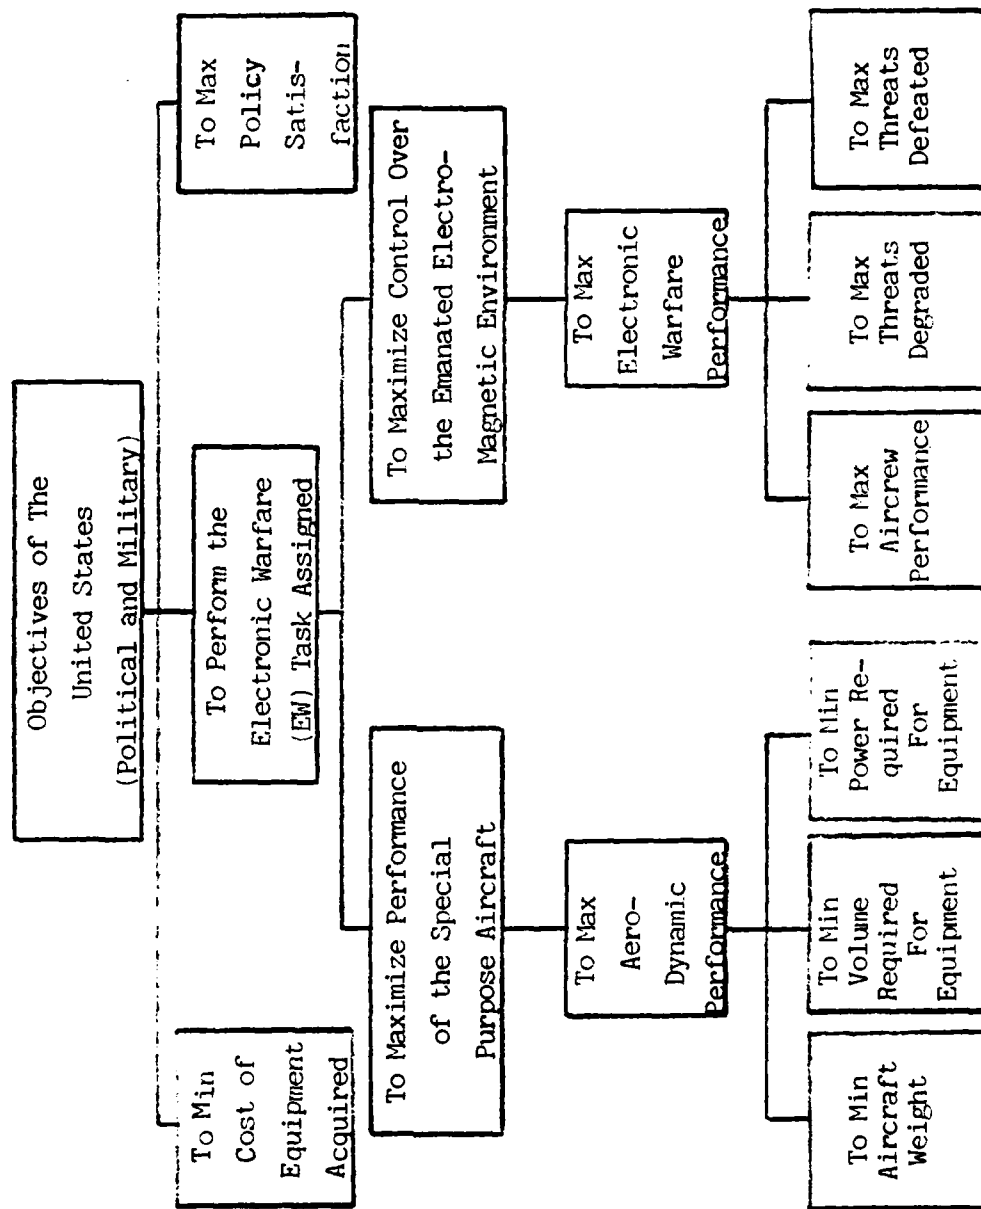 Objectives of The
United States
(Political and Military)
To Min
Cost of
Equipment
Acquired
To Perform the
Electronic Warfare
(EW) Task Assigned
To Max
Policy
Satis-
faction
To Maximize Performance
of the Special
Purpose Aircraft
To Maximize Control Over
the Emanated Electro-
Magnetic Environment
To Max
Aero-
Dynamic
Performance
To Max
Electronic
Warfare
Performance
To Min
Aircraft
Weight
To Min
Volume
Required
For
Equipment
To Min
Power Re-
quired
For
Equipment
To Max
Aircrew
Performance
To Max
Threats
Degraded
To Max
Threats
Defeated